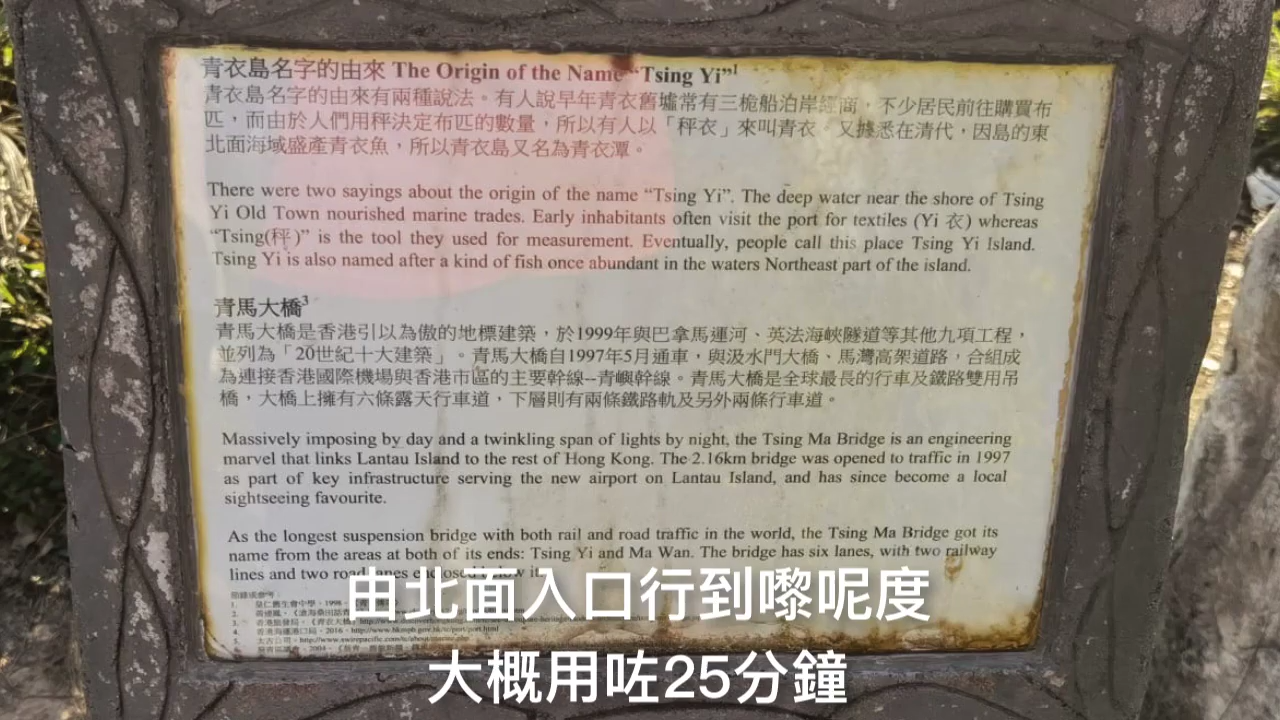 青衣島名字的由來 The Origin of the Name “Tsing Yi”1
青衣島名字的由來有兩種說法。有人說早年青衣舊墟常有三桅船泊岸經商，不少居民前往購買布
匹，而由於人們用秤決定布匹的數量，所以有人以「秤衣」來叫青衣。又據悉在清代，因島的東
北面海域盛產青衣魚，所以青衣島又名為青衣潭。
There were two sayings about the origin of the name “Tsing Yi”. The deep water near the shore of Tsing
Yi Old Town nourished marine trades. Early inhabitants often visit the port for textiles (Yi 衣) whereas
“Tsing(秤)” is the tool they used for measurement. Eventually, people call this place Tsing Yi Island.
Tsing Yi is also named after a kind of fish once abundant in the waters Northeast part of the island.
青馬大橋3
青馬大橋是香港引以為傲的地標建築，於1999年與巴拿馬運河、英法海峽隧道等其他九項工程，
並列為「20世紀十大建築」。青馬大橋自1997年5月通車，與汲水門大橋、馬灣高架道路，合組成
為連接香港國際機場與香港市區的主要幹線--青嶼幹線。青馬大橋是全球最長的行車及鐵路雙用吊
橋，大橋上擁有六條露天行車道，下層則有兩條鐵路軌及另外兩條行車道。
Massively imposing by day and a twinkling span of lights by night, the Tsing Ma Bridge is an engineering
marvel that links Lantau Island to the rest of Hong Kong. The 2.16km bridge was opened to traffic in 1997
as part of key infrastructure serving the new airport on Lantau Island, and has since become a local
sightseeing favourite.
As the longest suspension bridge with both rail and road traffic in the world, the Tsing Ma Bridge got its
name from the areas at both of its ends: Tsing Yi and Ma Wan. The bridge has six lanes, with two railway
lines and two road lanes enclosed below it.
由北面入口行到嚟呢度
大概用咗25分鐘